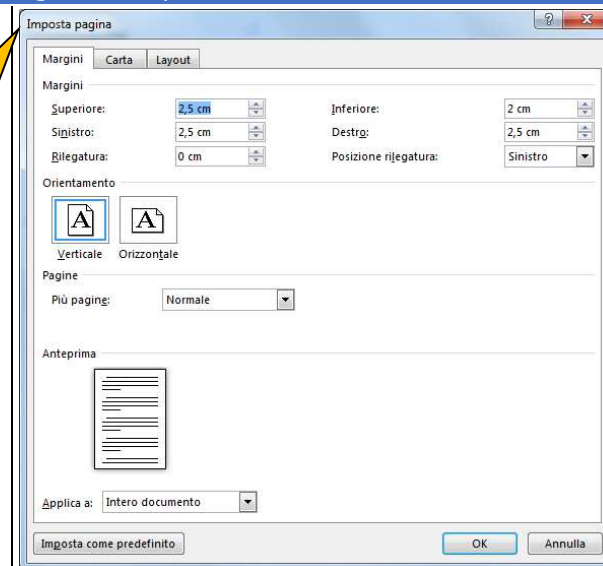 Imposta pagina
Margini Carta Layout
Margini
Superiore: 2,5 cm Inferiore: 2 cm
Sinistro: 2,5 cm Destro: 2,5 cm
Rilegatura: 0 cm Posizione rilegatura: Sinistro
Orientamento
A A
Verticale Orizzontale
Pagine
Più pagine: Normale
Anteprima
Applica a: Intero documento
Imposta come predefinito OK Annulla